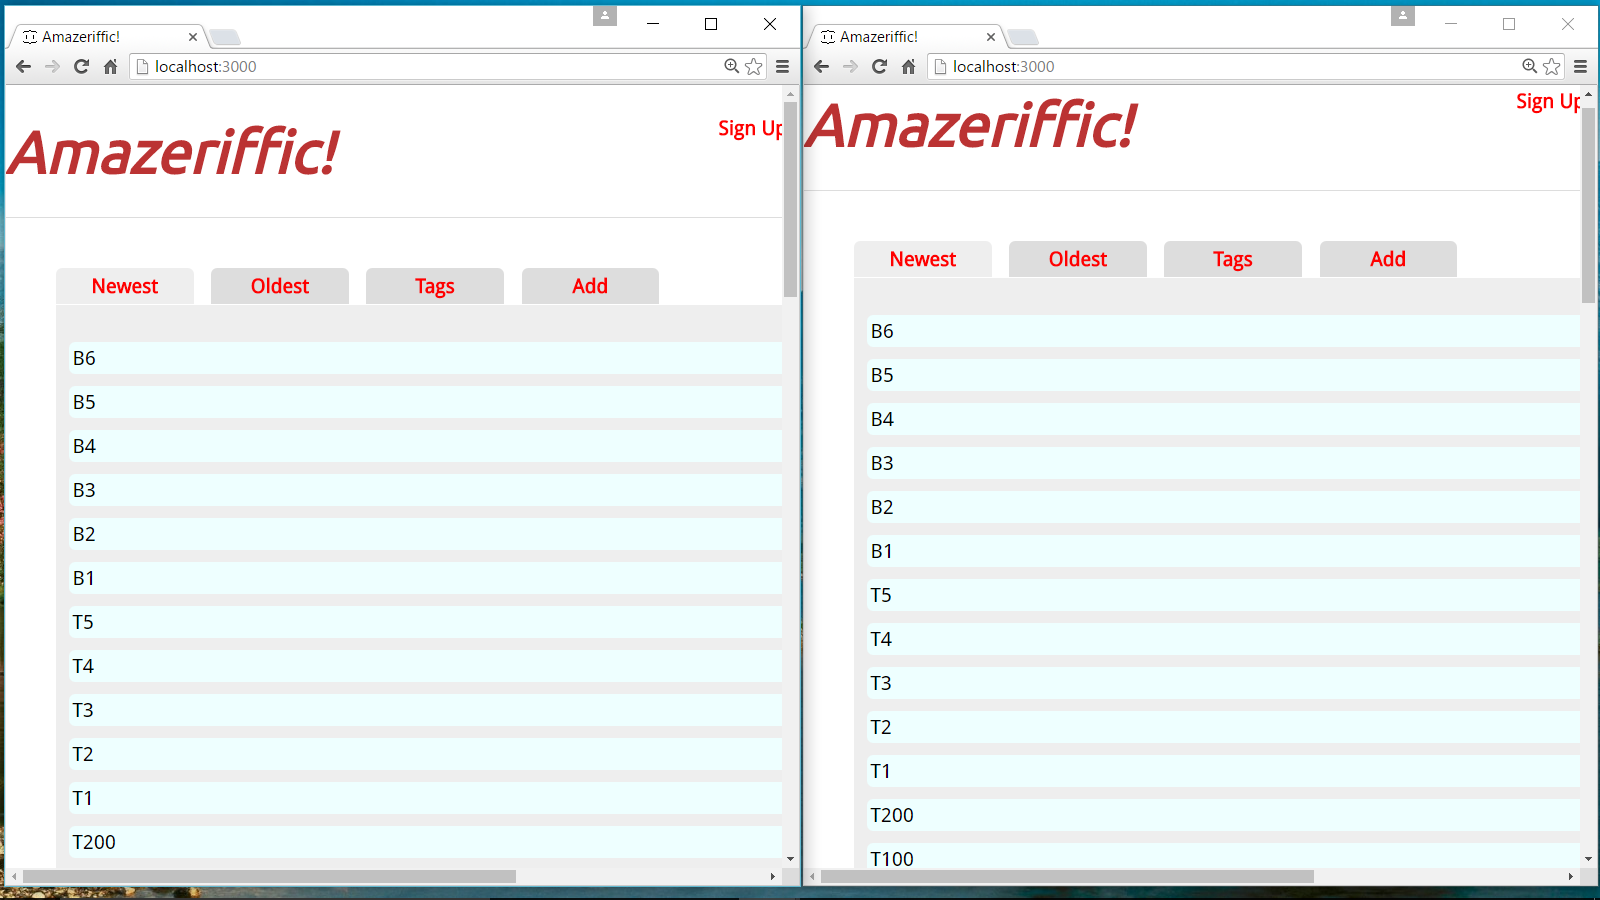 Amazeriffic!
localhost:3000
Sign Up
Amazeriffic!
Newest Oldest Tags Add
B6
B5
B4
B3
B2
B1
T5
T4
T3
T2
T1
T200
Amazeriffic!
localhost:3000
Sign Up
Amazeriffic!
Newest Oldest Tags Add
B6
B5
B4
B3
B2
B1
T5
T4
T3
T2
T1
T200
T100